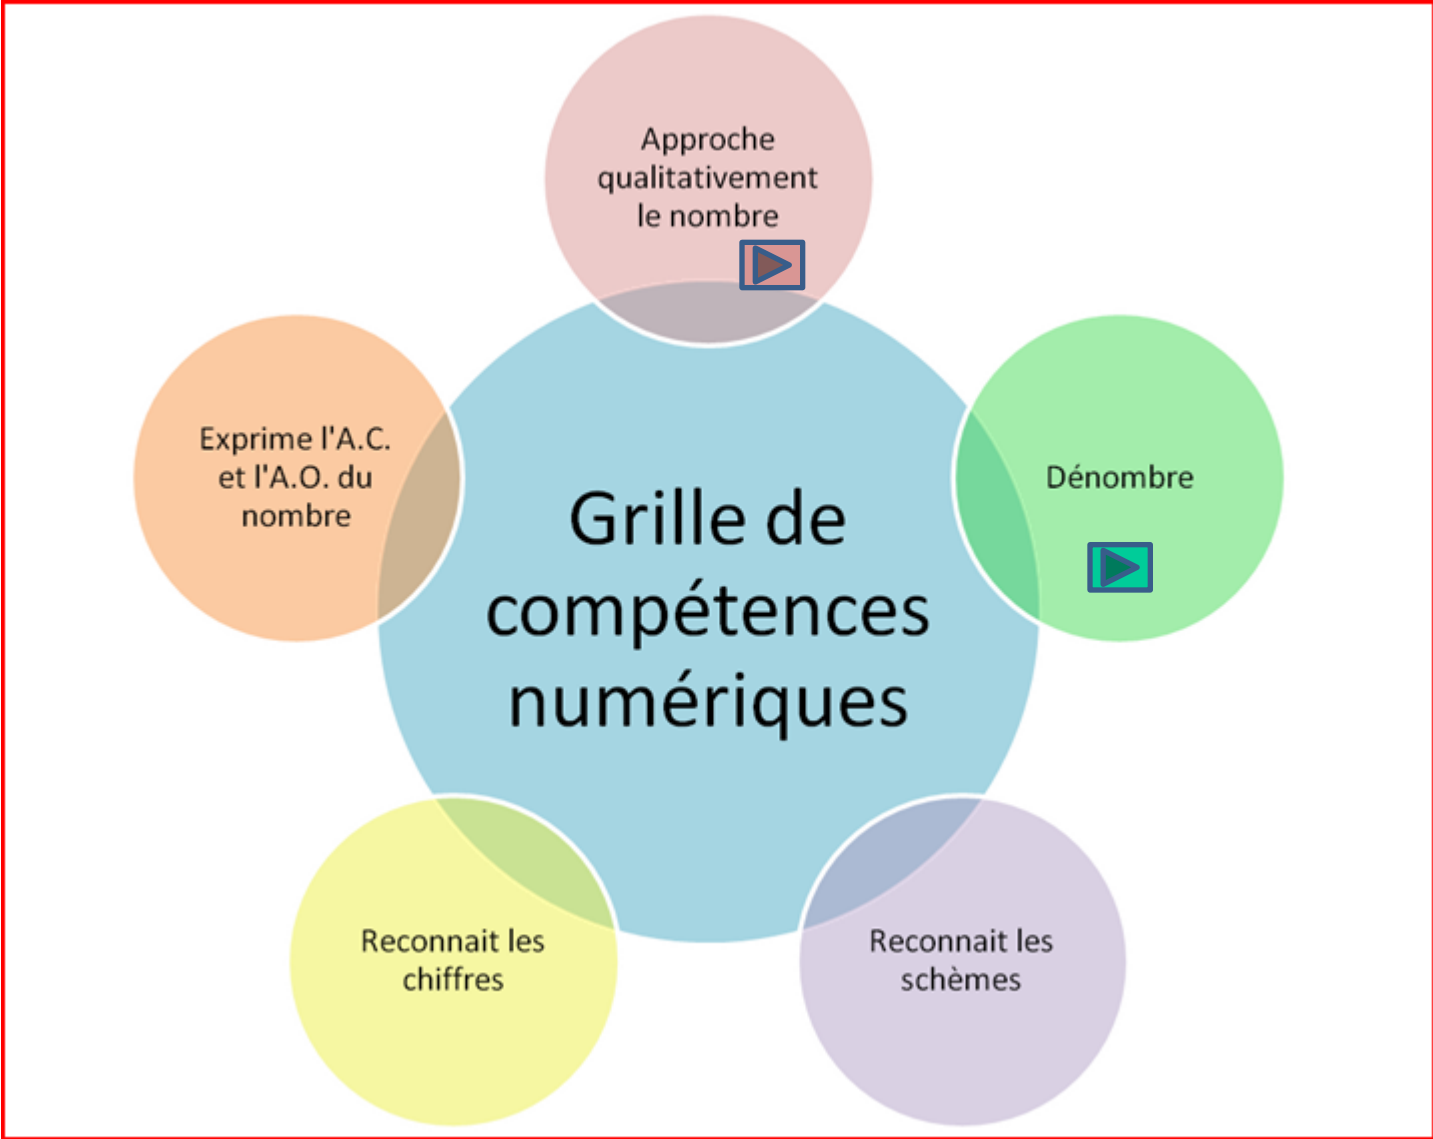 Approche
qualitativement
le nombre
Exprime l'A.C.
et l'A.O. du
nombre
Dénombre
Grille de
compétences
numériques
Reconnait les
chiffres
Reconnait les
schèmes